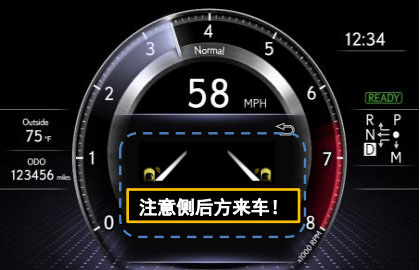 4
3
Normal
5
12:34
2
58 MPH
6
READY
Outside
75 °F
R P
N
D
M
1
7
ODO
123456 miles
注意侧后方来车！
0
8
x1000 RPM